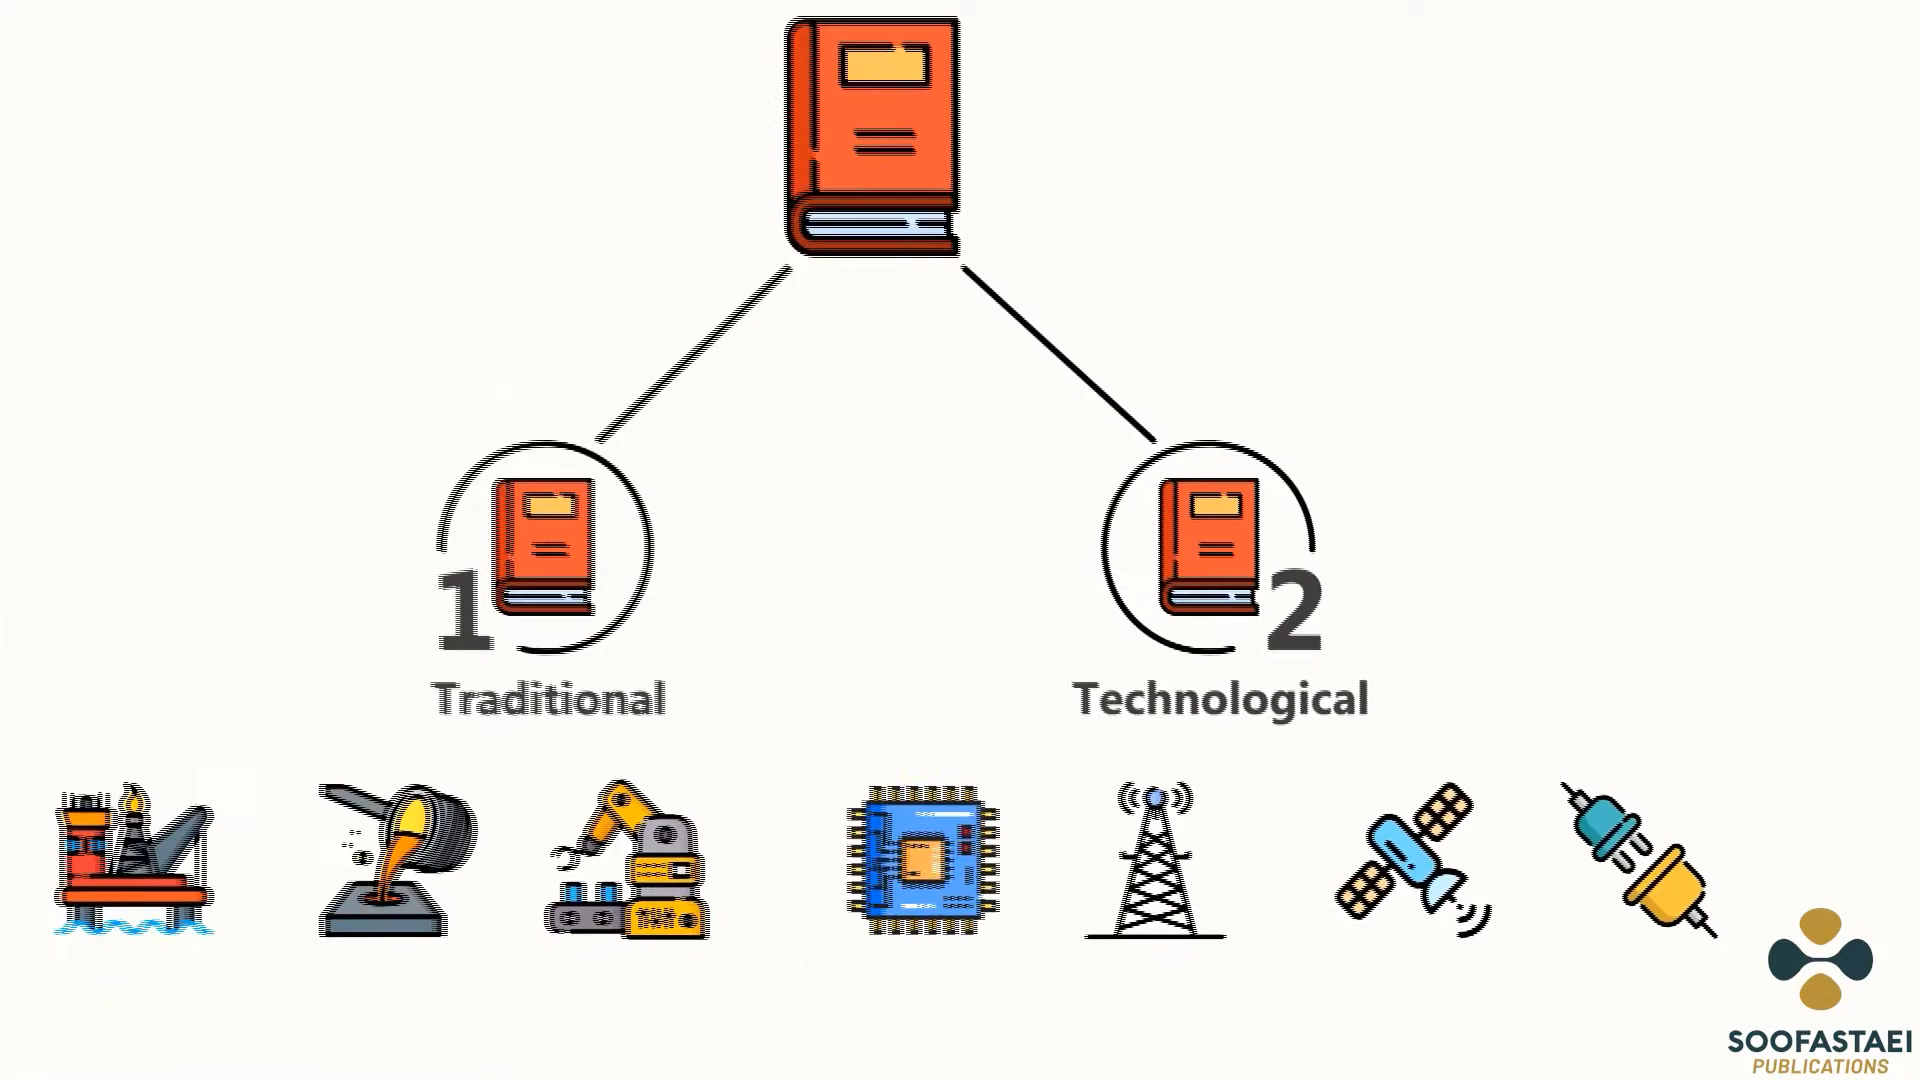 1
Traditional
2
Technological
SOOFASTAEI
PUBLICATIONS